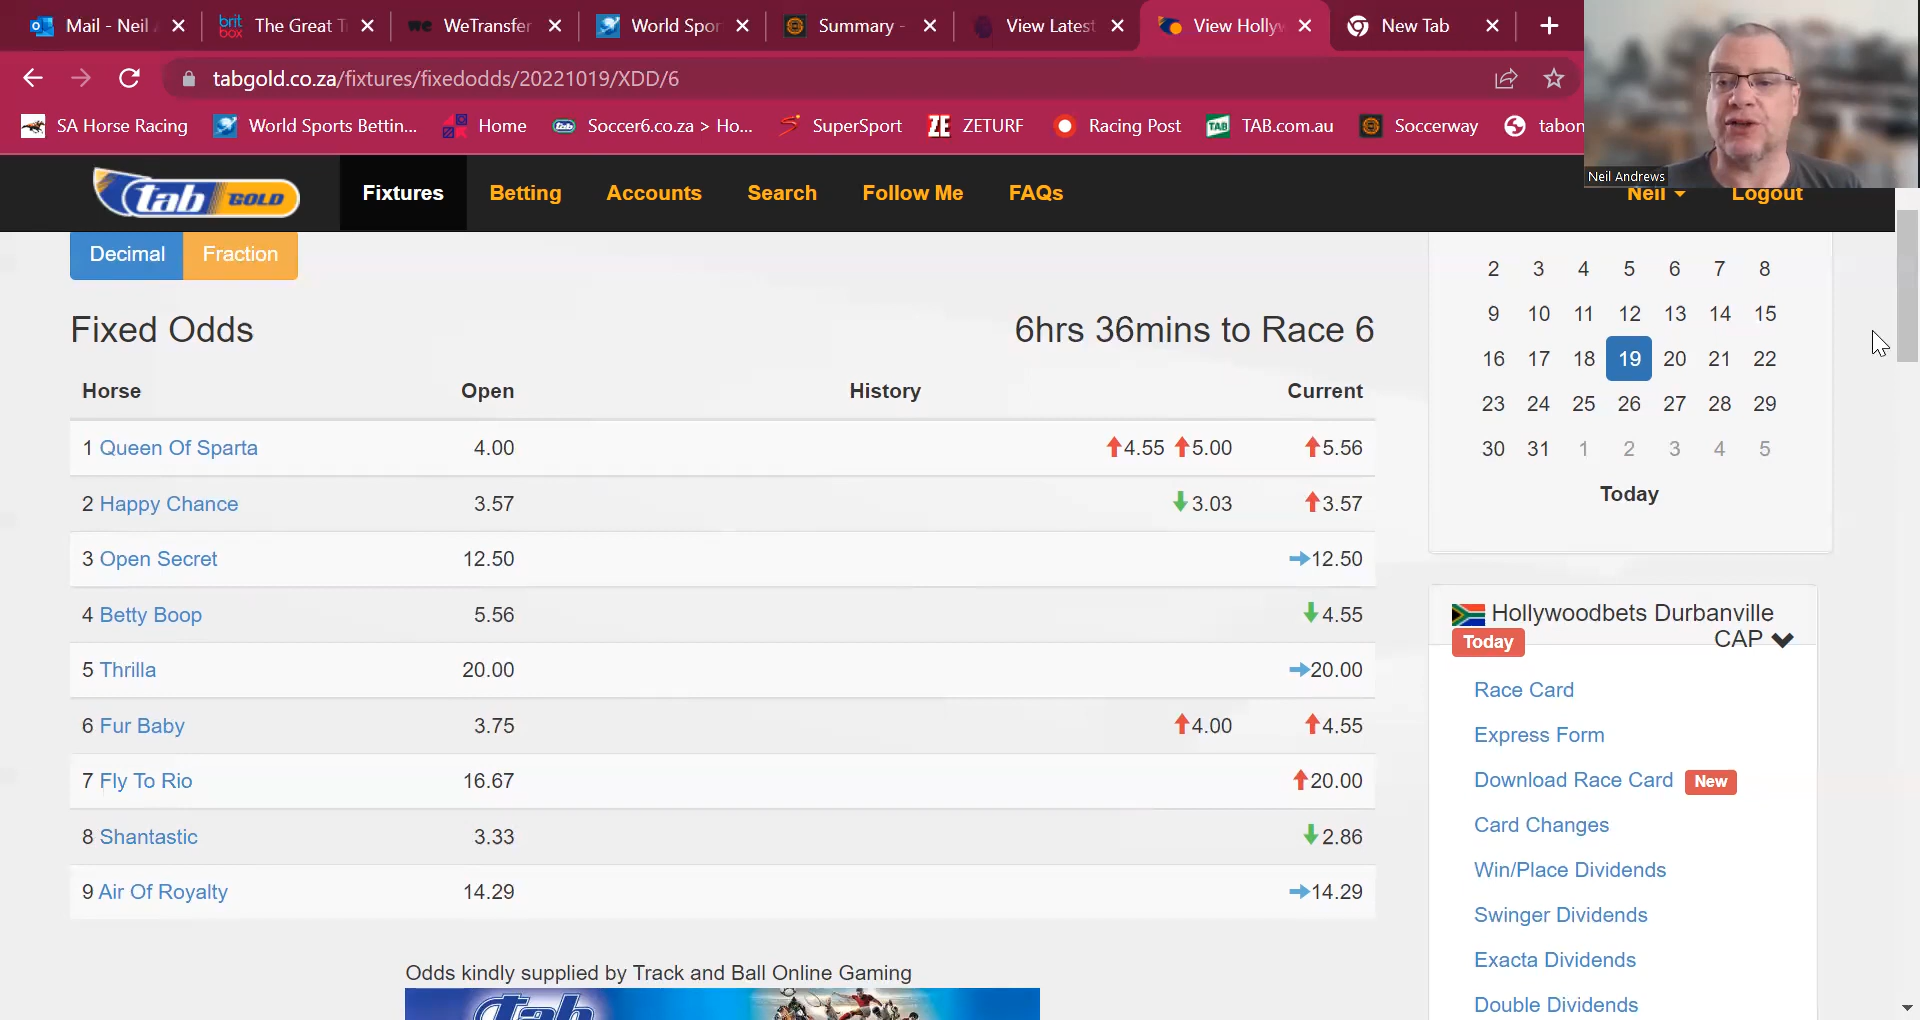 Mail - Neil A
brit box The Great T
we WeTransfer
World Spor
Summary -
View Latest
View Hollyw
New Tab
tabgold.co.za/fixtures/fixedodds/20221019/XDD/6
SA Horse Racing
World Sports Bettin...
Home
tab Soccer6.co.za > Ho...
SuperSport
ZE ZETURF
Racing Post
TAB TAB.com.au
Soccerway
tabon
Neil Andrews
tab GOLD
Fixtures Betting Accounts Search Follow Me FAQs
Neil Logout
Decimal Fraction
Fixed Odds 6hrs 36mins to Race 6
Horse Open History Current
1 Queen Of Sparta 4.00 4.55 5.00 5.56
2 Happy Chance 3.57 3.03 3.57
3 Open Secret 12.50 12.50
4 Betty Boop 5.56 4.55
5 Thrilla 20.00 20.00
6 Fur Baby 3.75 4.00 4.55
7 Fly To Rio 16.67 20.00
8 Shantastic 3.33 2.86
9 Air Of Royalty 14.29 14.29
Odds kindly supplied by Track and Ball Online Gaming
tab
2 3 4 5 6 7 8
9 10 11 12 13 14 15
16 17 18 19 20 21 22
23 24 25 26 27 28 29
30 31 1 2 3 4 5
Today
Hollywoodbets Durbanville
Today CAP
Race Card
Express Form
Download Race Card New
Card Changes
Win/Place Dividends
Swinger Dividends
Exacta Dividends
Double Dividends